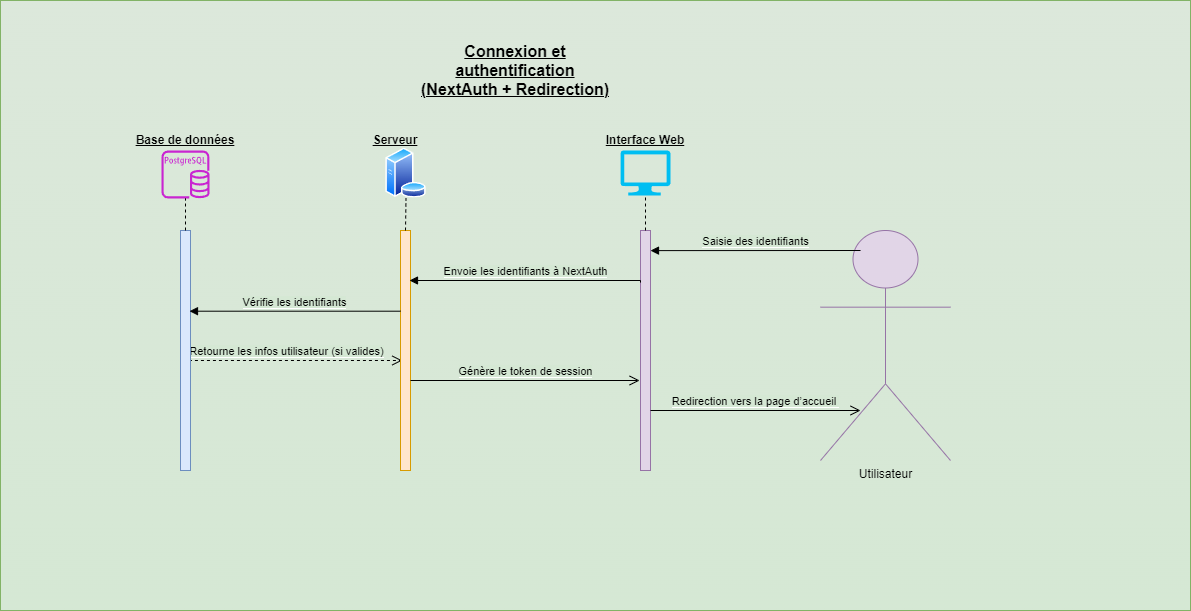 Connexion et
authentification
(NextAuth + Redirection)
Base de données
Serveur
Interface Web
PostgreSQL
Saisie des identifiants
Envoie les identifiants à NextAuth
Vérifie les identifiants
Retourne les infos utilisateur (si valides)
Génère le token de session
Redirection vers la page d’accueil
Utilisateur